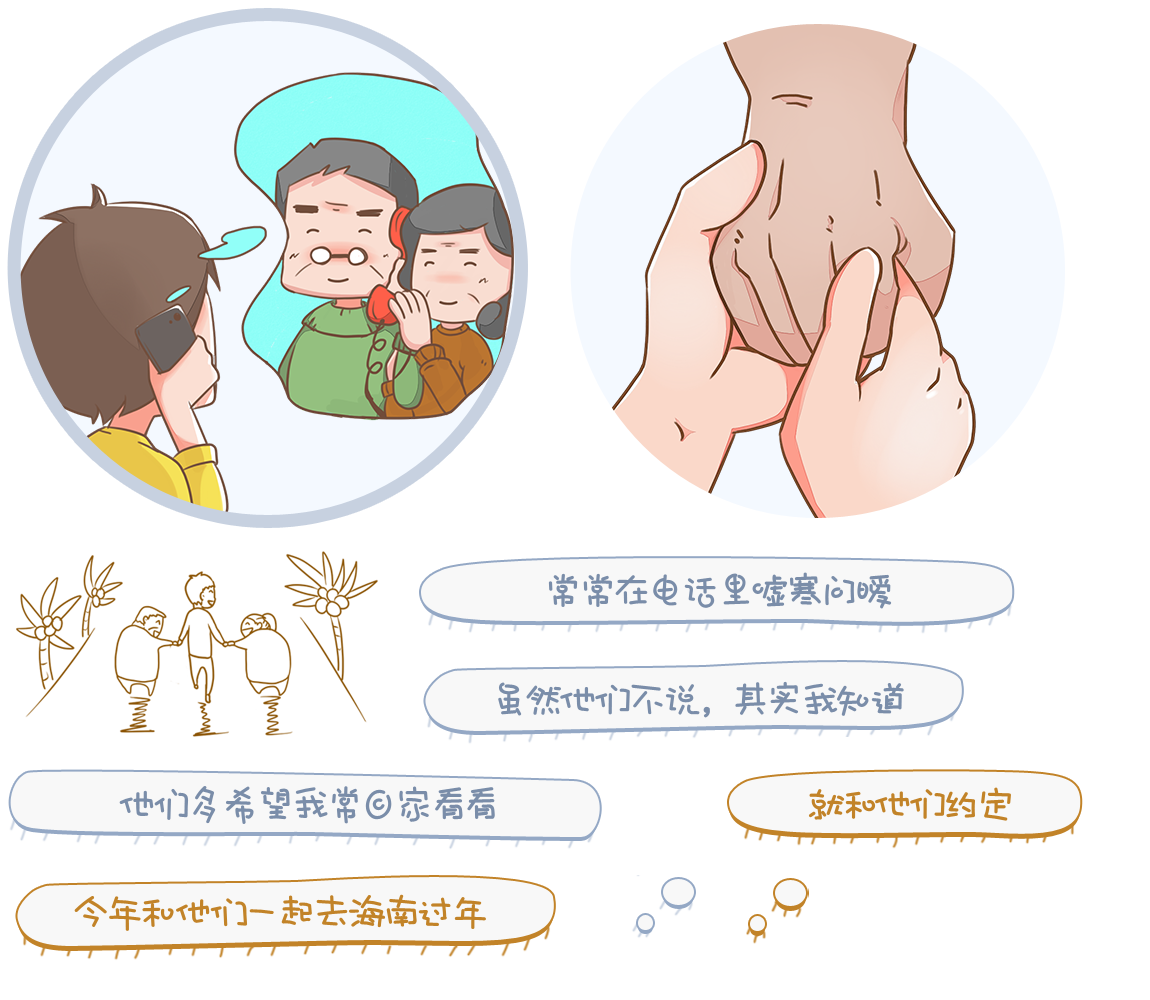 常常在电话里嘘寒问暖
虽然他们不说，其实我知道
他们多希望我常回家看看
就和他们约定
今年和他们一起去海南过年